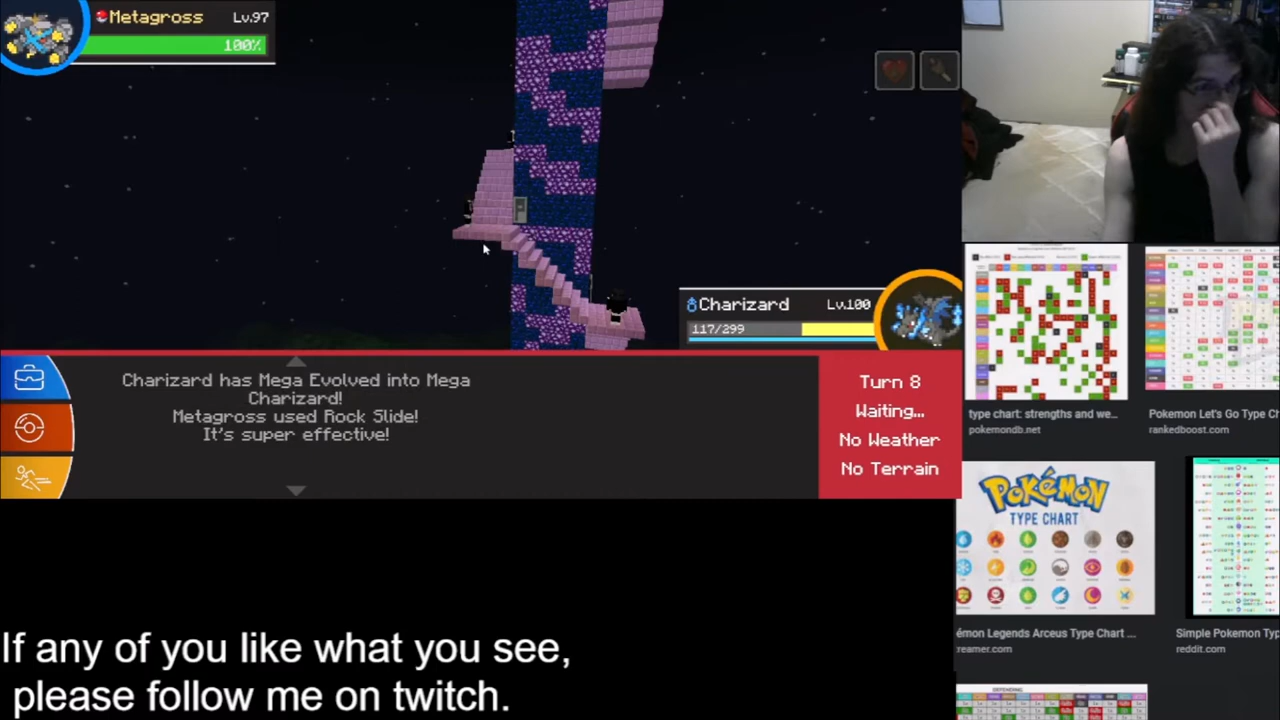 Metagross Lv.97
100%
Charizard Lv.100
117/299
Charizard has Mega Evolved into Mega
Charizard!
Metagross used Rock Slide!
It's super effective!
Turn 8
Waiting...
No Weather
No Terrain
type chart: strengths and we...
pokemondb.net
Pokemon Let's Go Type C
rankedboost.com
POKÉMON
TYPE CHART
émon Legends Arceus Type Chart ...
reamer.com
Simple Pokemon Typ
reddit.com
If any of you like what you see,
please follow me on twitch.